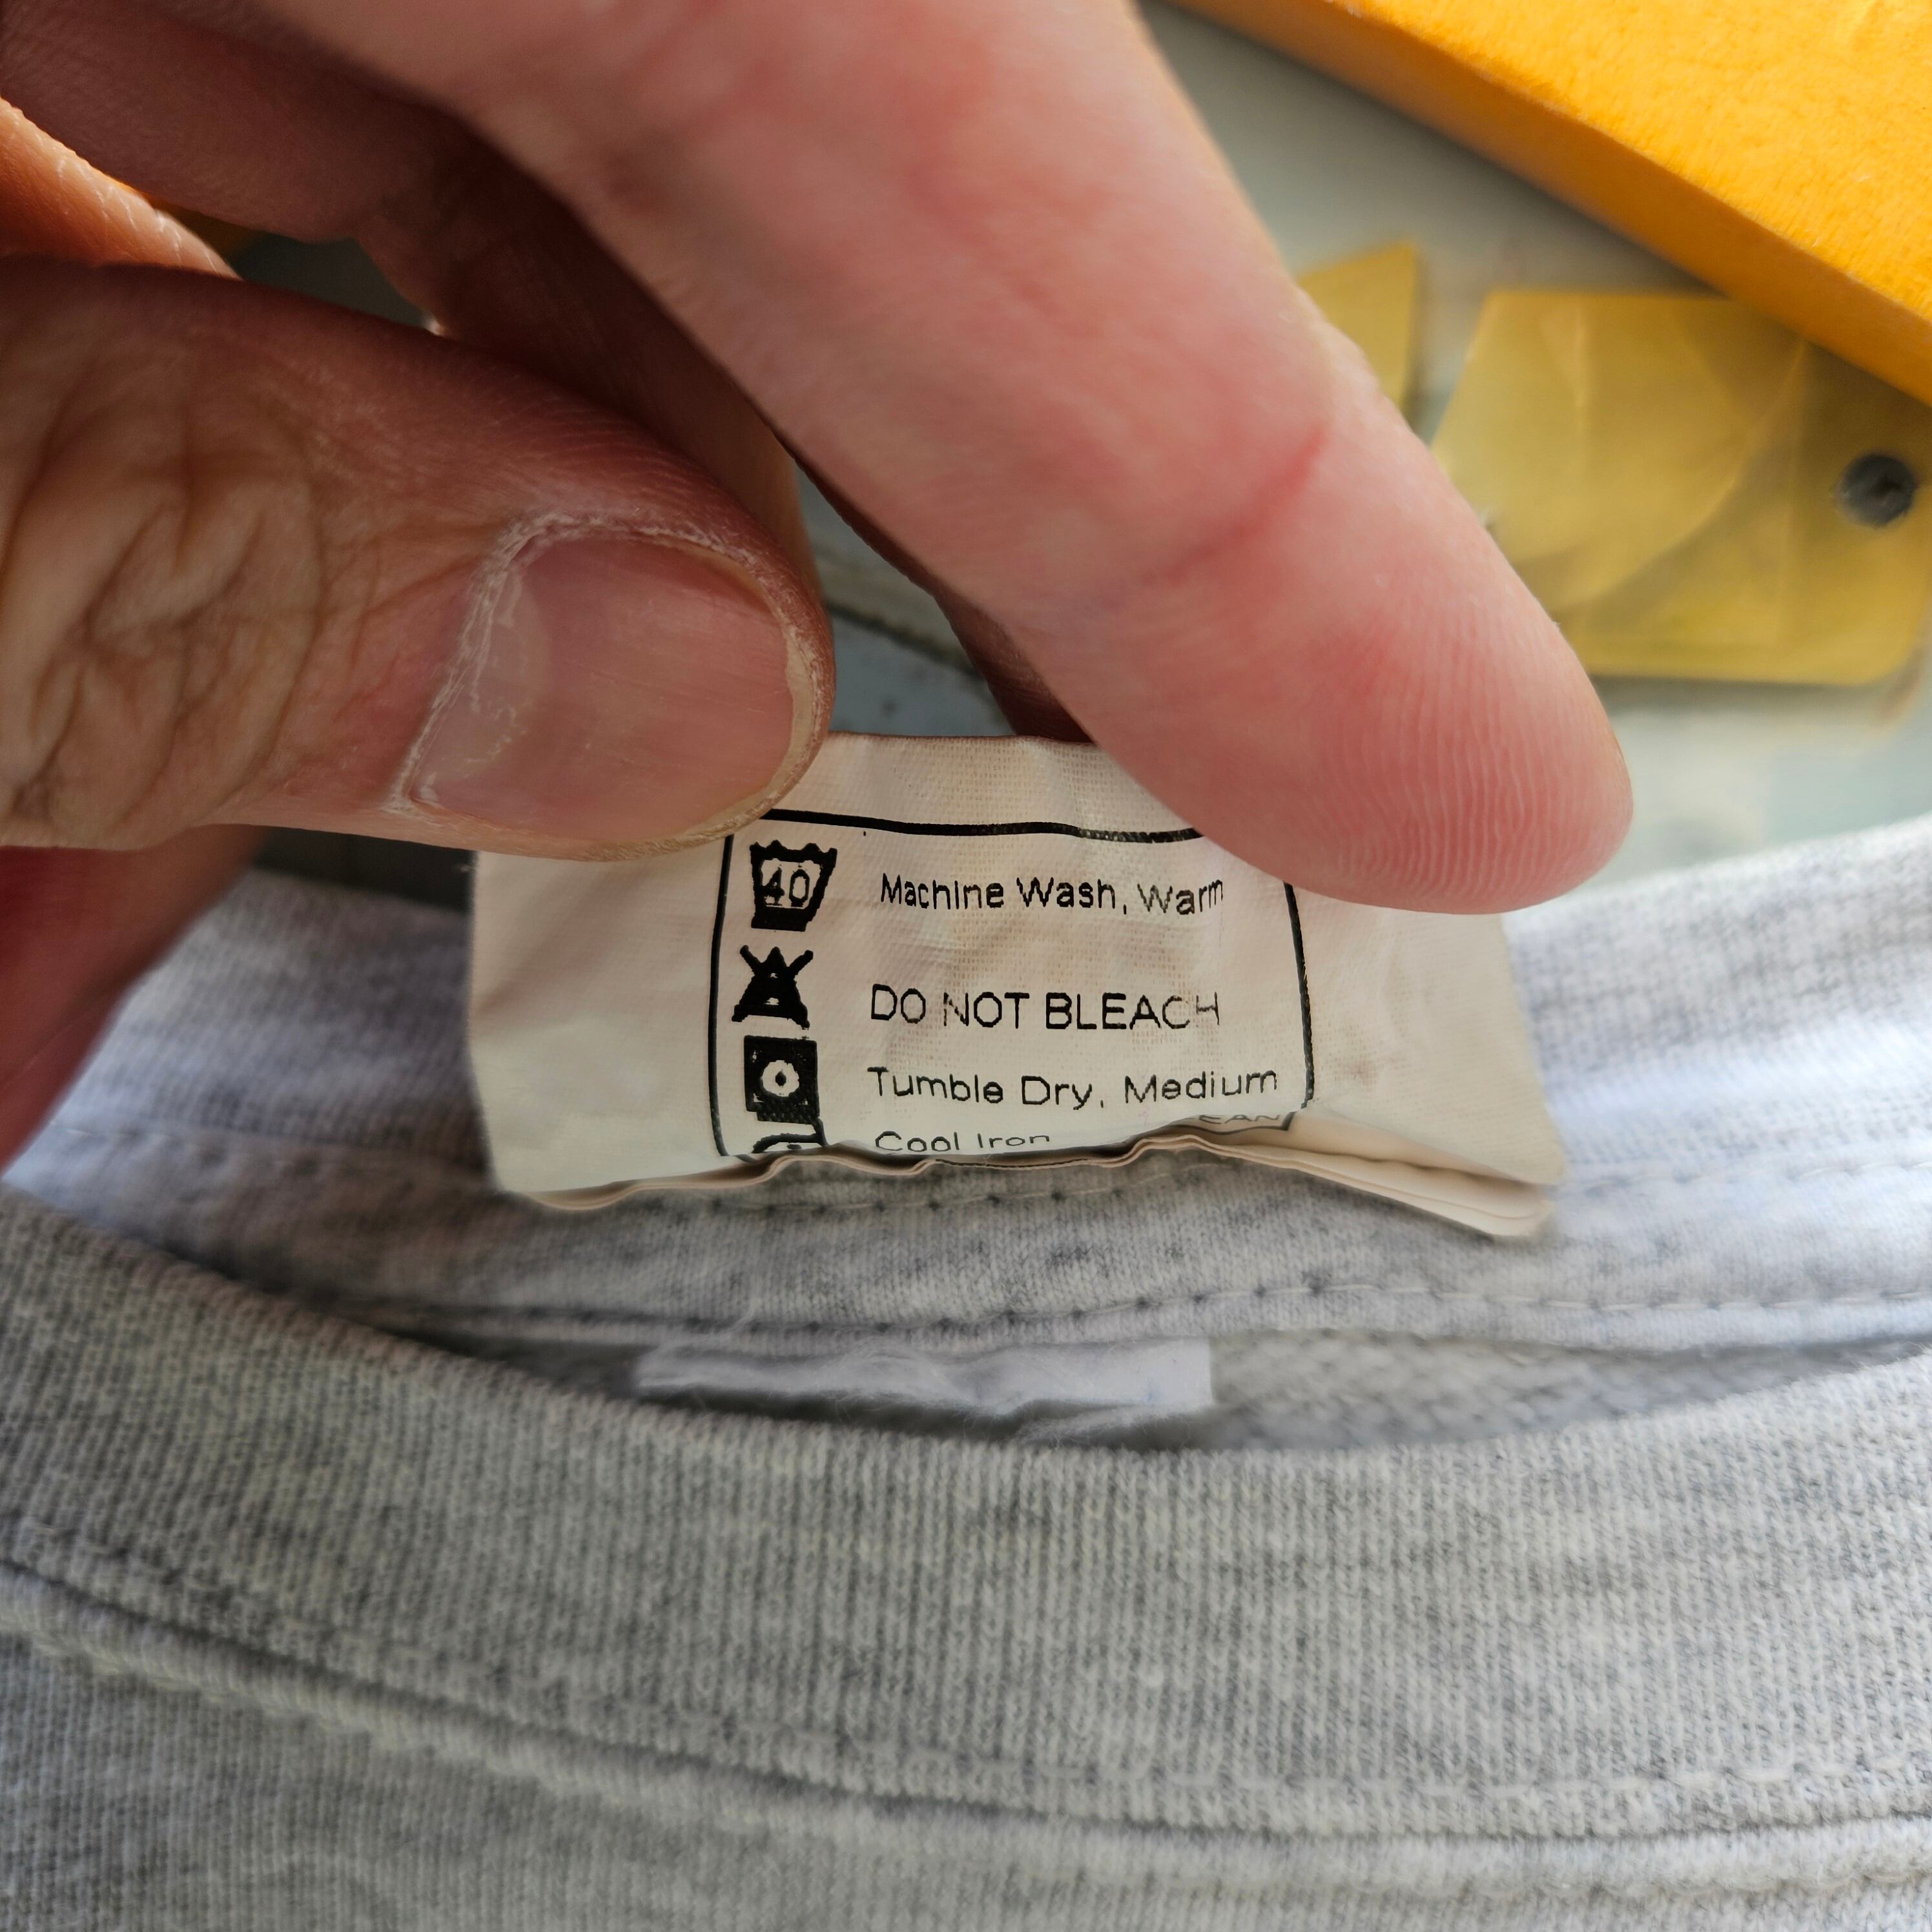 40 Machine Wash, Warm
DO NOT BLEACH
Tumble Dry, Medium
Cool Iron